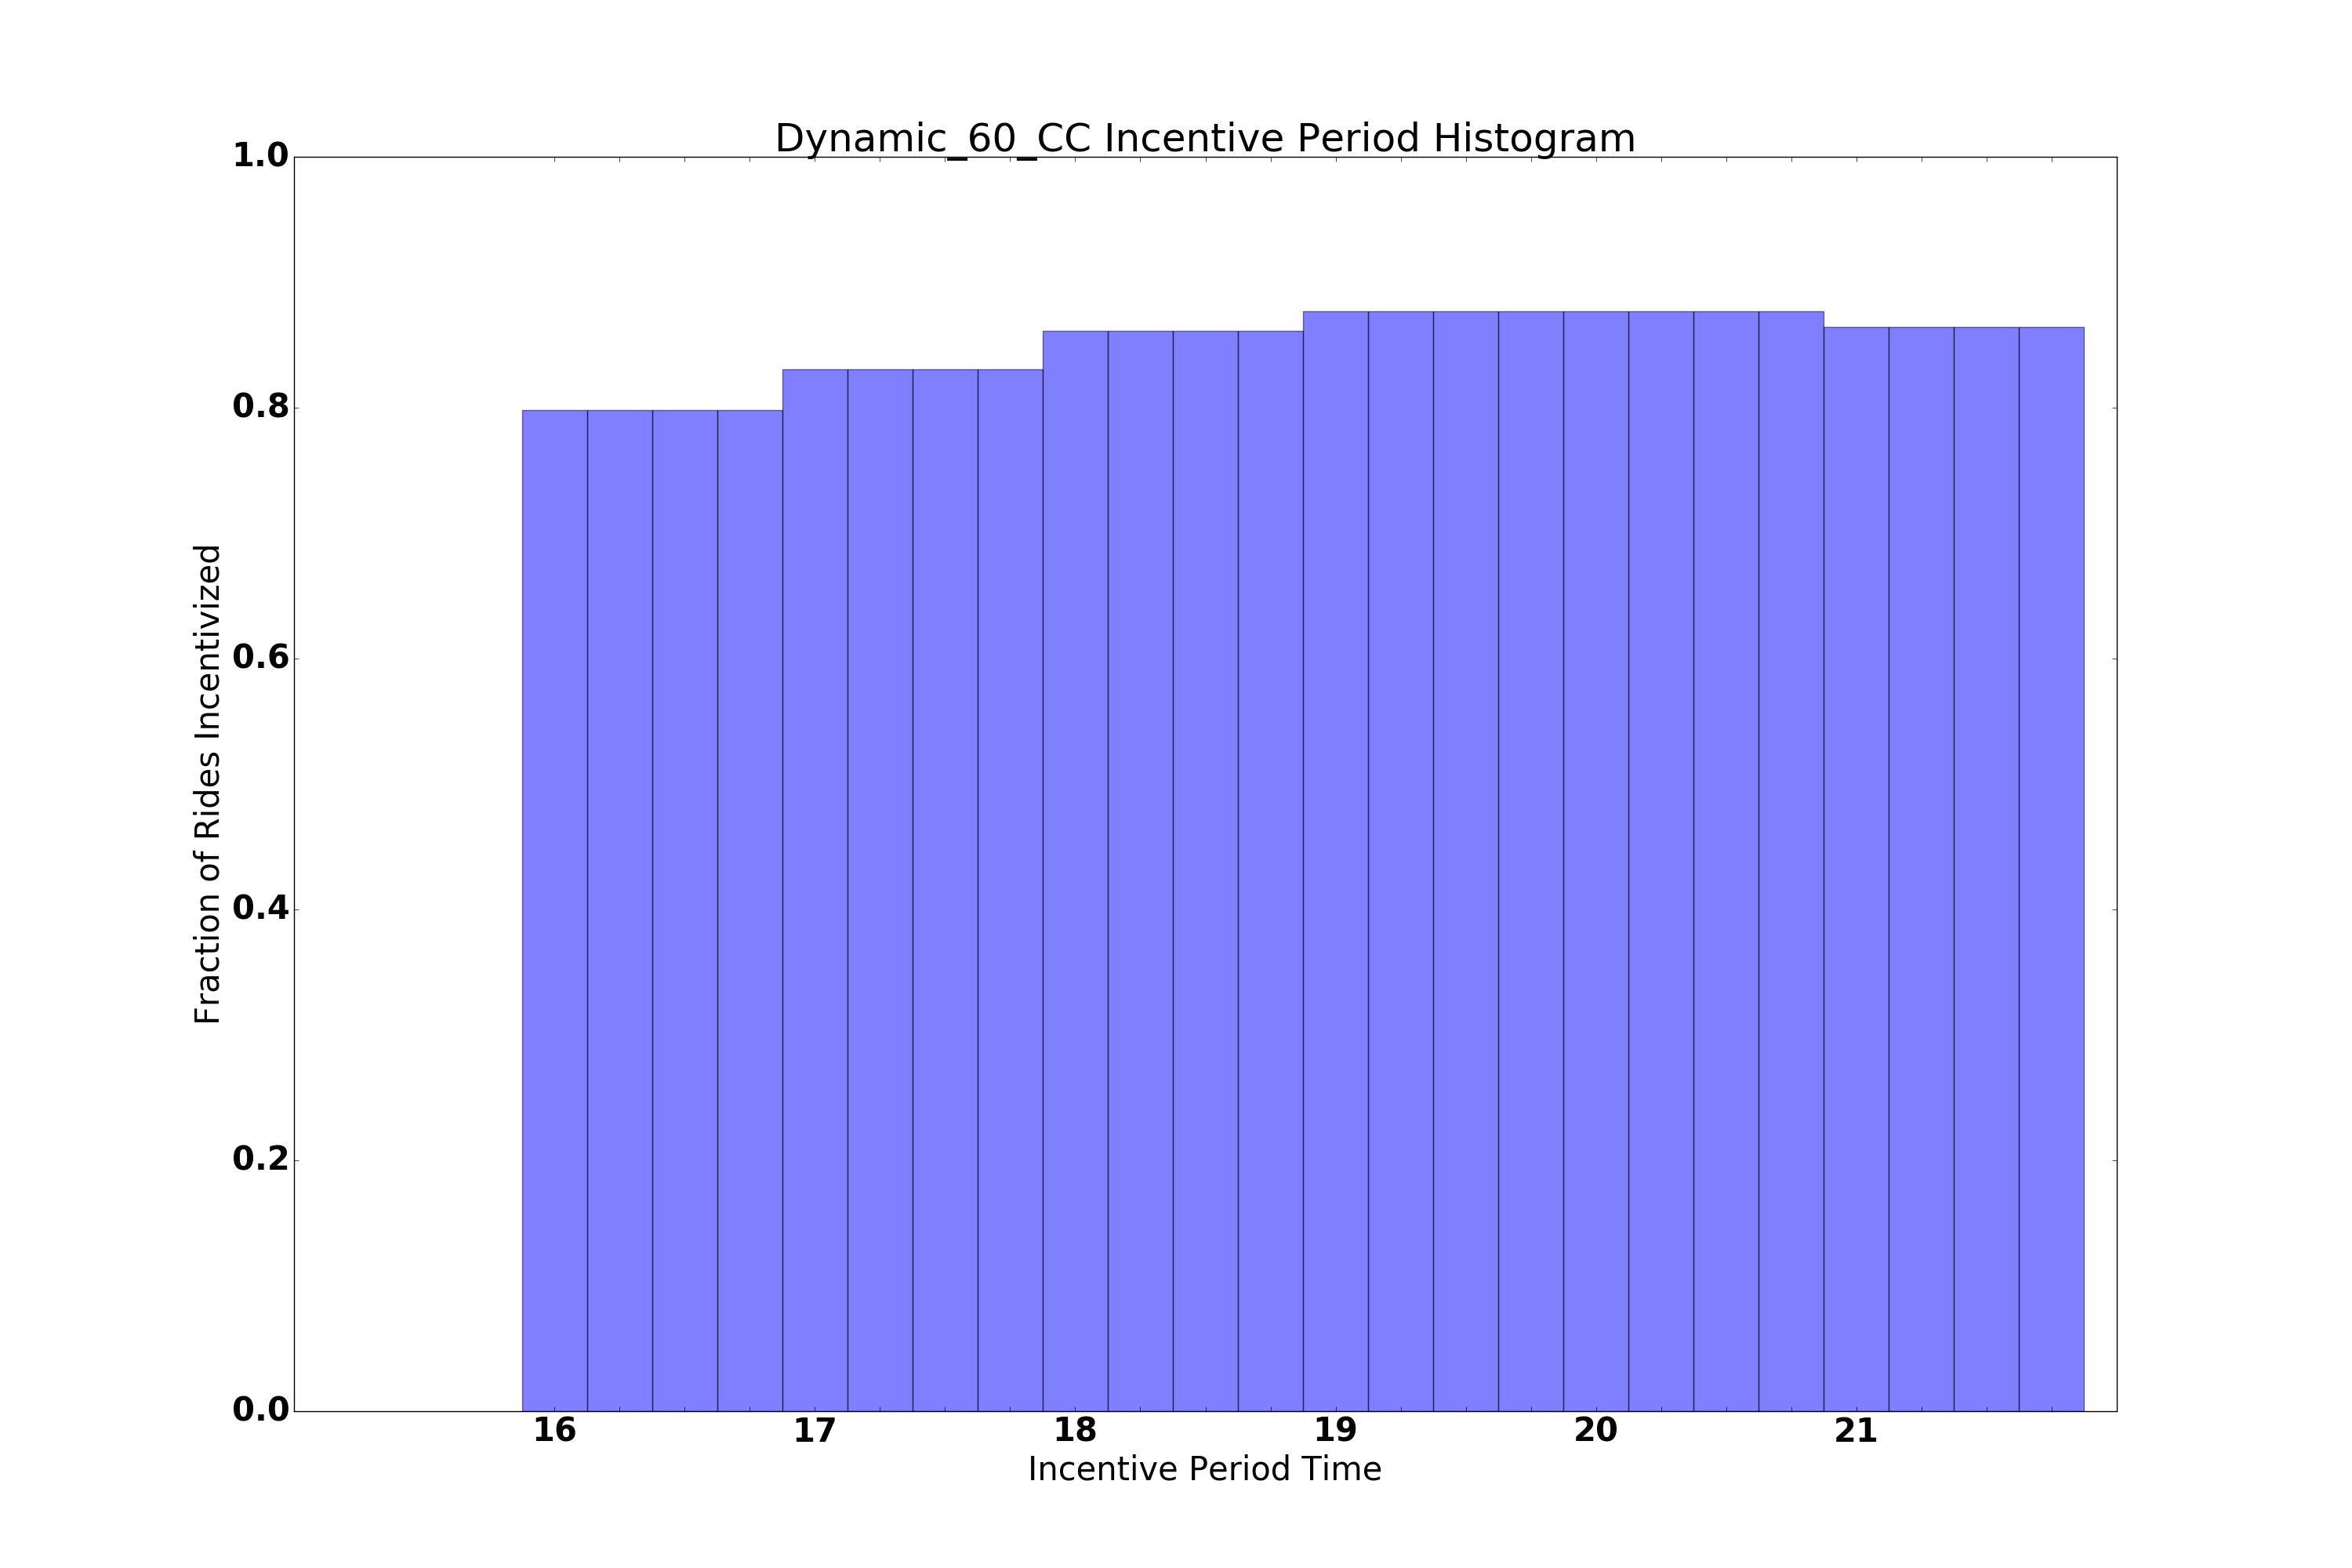 Dynamic_60_CC Incentive Period Histogram
1.0
0.8
0.6
0.4
0.2
0.0
Fraction of Rides Incentivized
16 17 18 19 20 21
Incentive Period Time